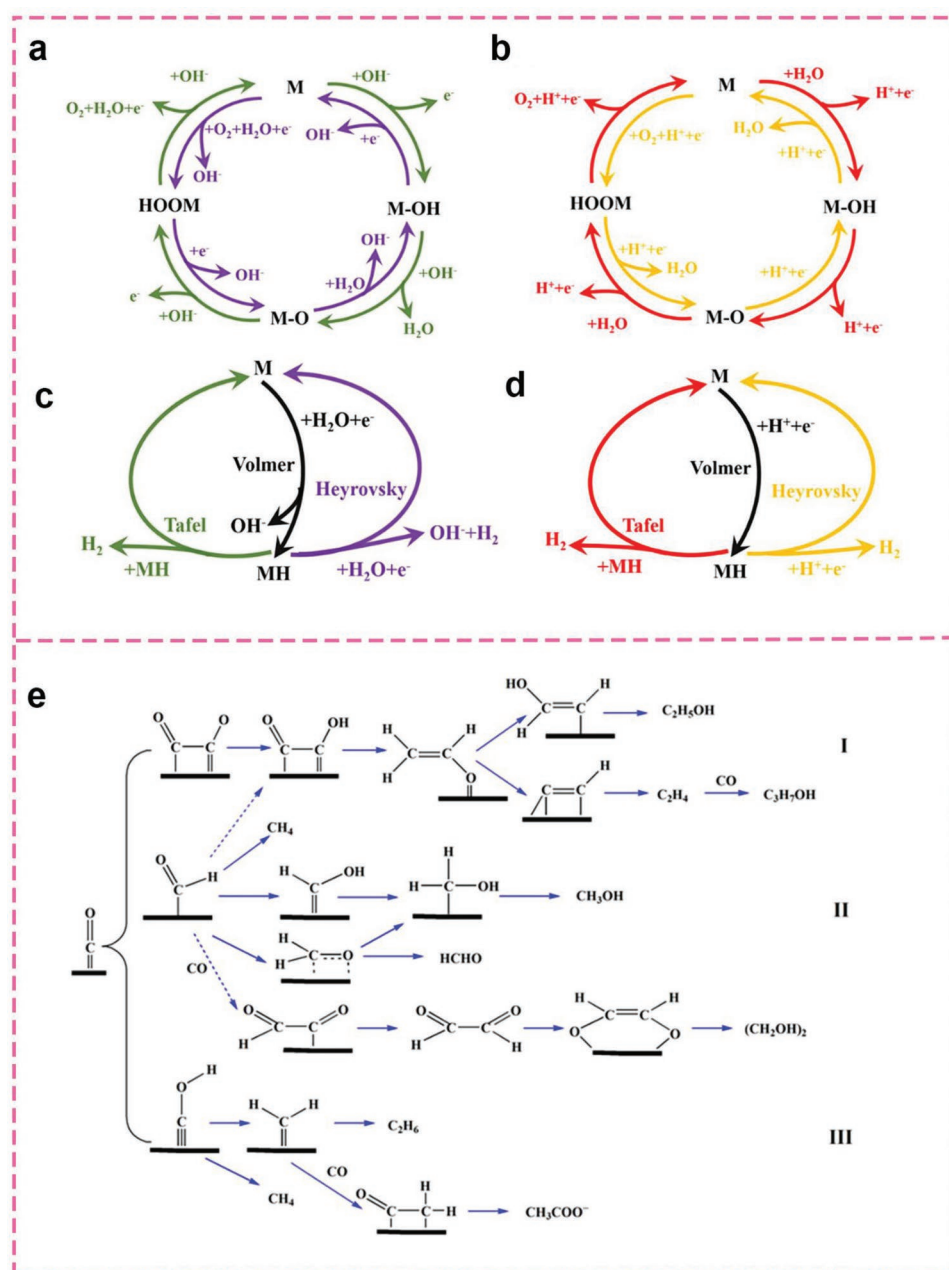 a
M
+OH⁻
+OH⁻
O₂+H₂O+e⁻
e⁻
+O₂+H₂O+e⁻
OH⁻
+e⁻
OH⁻
HOOM
M-OH
+e⁻
OH⁻
OH⁻
+H₂O
+OH⁻
e⁻
+OH⁻
M-O
H₂O
b
M
+H₂O
O₂+H⁺+e⁻
H⁺+e⁻
+O₂+H⁺+e⁻
H₂O
+H⁺+e⁻
HOOM
M-OH
+H⁺+e⁻
H₂O
+H⁺+e⁻
H⁺+e⁻
+H₂O
M-O
H⁺+e⁻
c
M
+H₂O+e⁻
Volmer
Heyrovsky
Tafel
OH⁻
OH⁻+H₂
H₂
+MH
MH
+H₂O+e⁻
d
M
+H⁺+e⁻
Volmer
Heyrovsky
Tafel
H₂
H₂
+MH
MH
+H⁺+e⁻
e
O
O
C
C
O
OH
C
C
H
H
C
C
H
O
HO
H
C
C
H
C₂H₅OH
I
H
C
C
C₂H₄
CO
C₃H₇OH
O
C
H
CH₄
H
OH
C
H
H
C
OH
CH₃OH
II
O
C
CO
H
H
C
O
HCHO
O
O
C
C
H
O
O
C
C
H
H
H
H
C
C
O
O
(CH₂OH)₂
H
O
C
H
H
C
C₂H₆
III
CH₄
CO
O
H
C
C
H
CH₃COO⁻